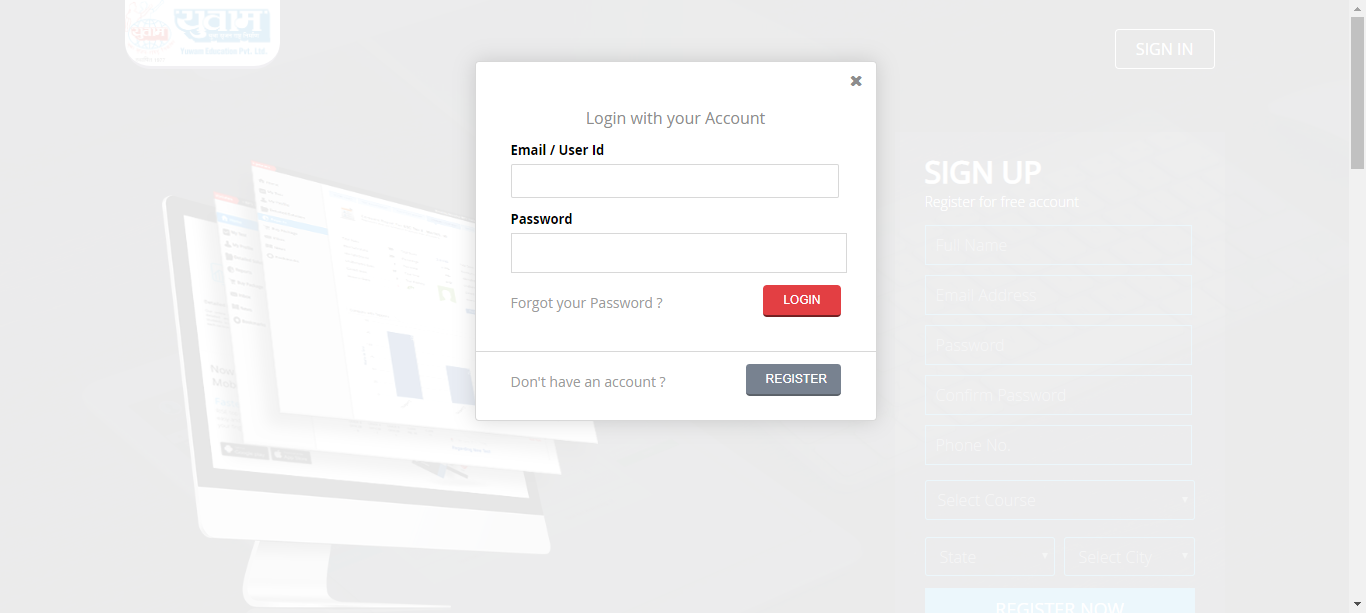 युवाम
युवाम
Yuwam Education Pvt. Ltd.
SIGN IN
Login with your Account
Email / User Id
Password
Forgot your Password ?
LOGIN
Don't have an account ?
REGISTER
SIGN UP
Register for free account
Full Name
Email Address
Password
Confirm Password
Phone No.
Select Course
State
Select City
REGISTER NOW